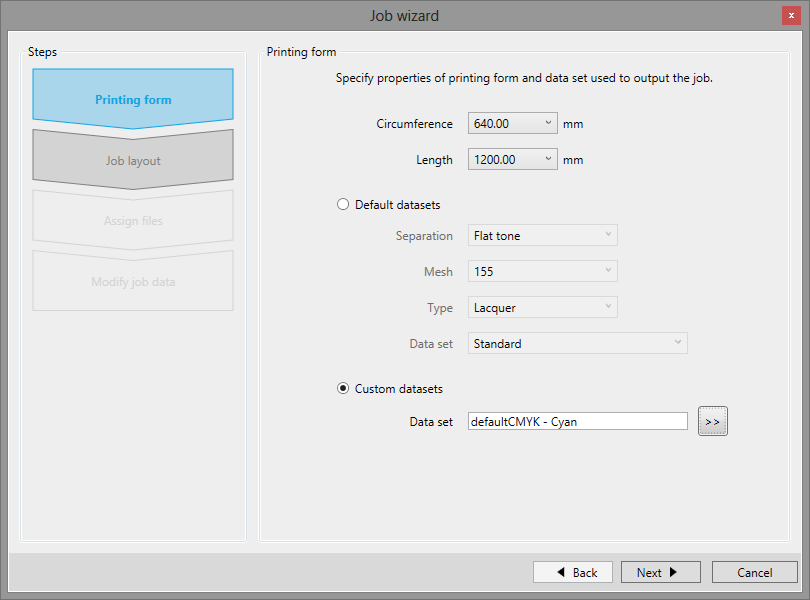 Job wizard
x
Steps
Printing form
Job layout
Assign files
Modify job data
Printing form
Specify properties of printing form and data set used to output the job.
Circumference 640.00 mm
Length 1200.00 mm
Default datasets
Separation Flat tone
Mesh 155
Type Lacquer
Data set Standard
Custom datasets
Data set defaultCMYK - Cyan >>
Back Next Cancel